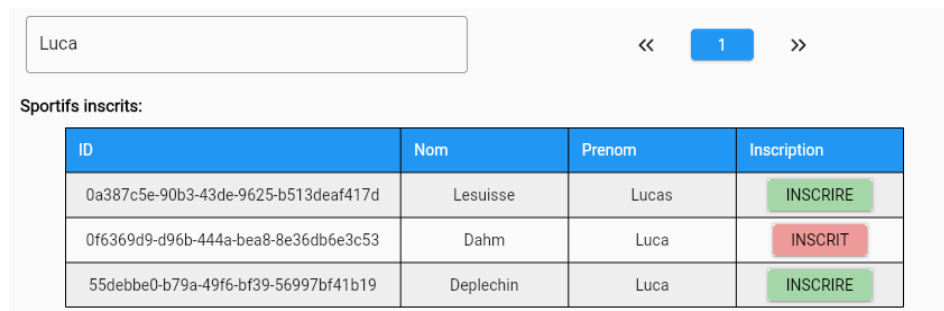 Luca
« 1 »
Sportifs inscrits:
ID Nom Prenom Inscription
0a387c5e-90b3-43de-9625-b513deaf417d Lesuisse Lucas INSCRIRE
0f6369d9-d96b-444a-bea8-8e36db6e3c53 Dahm Luca INSCRIT
55debbe0-b79a-49f6-bf39-56997bf41b19 Deplechin Luca INSCRIRE